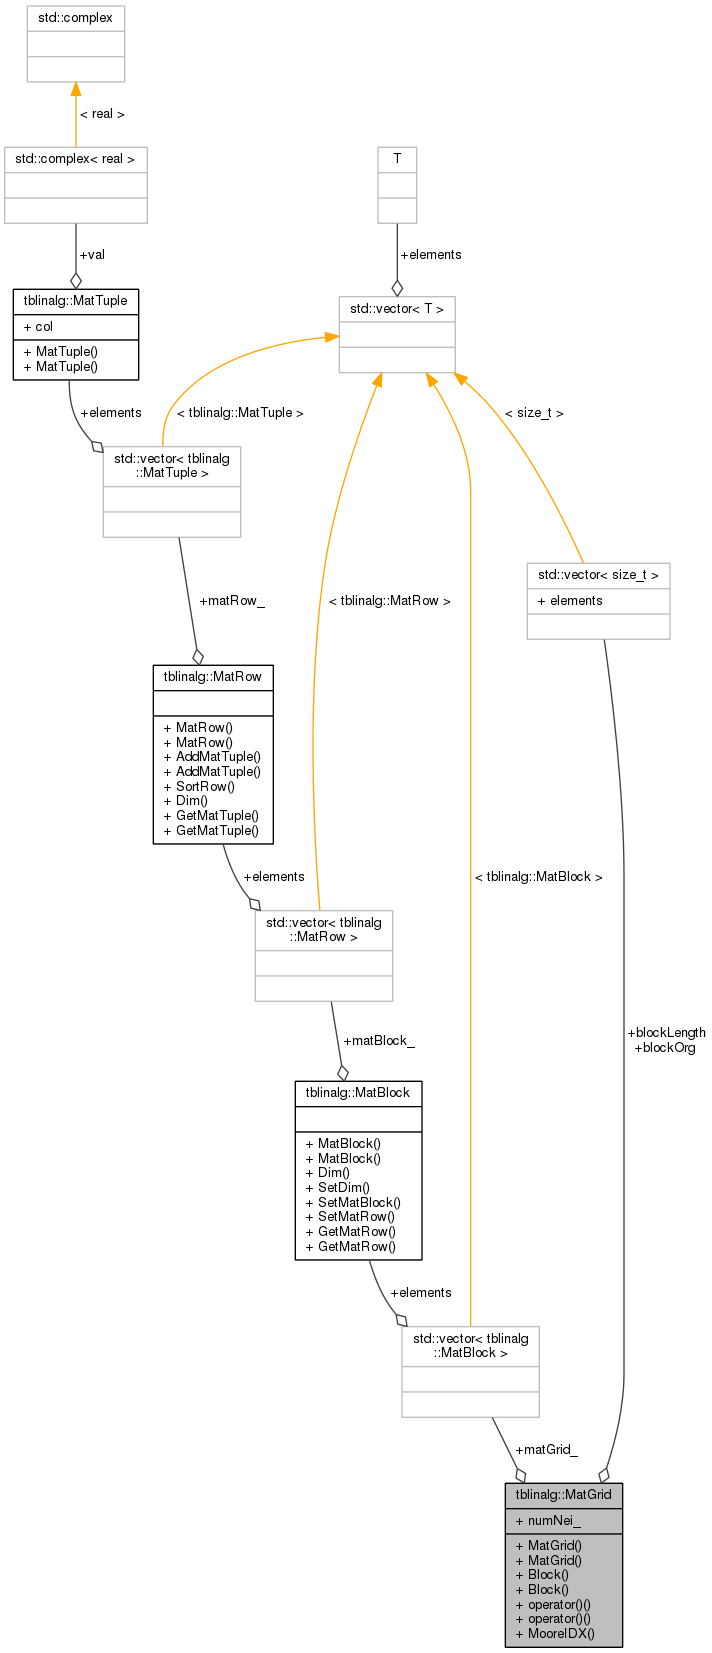 std::complex
< real >
std::complex< real >
T
+val
+elements
tblinalg::MatTuple
+ col
+ MatTuple()
+ MatTuple()
std::vector< T >
+elements
< tblinalg::MatTuple >
< size_t >
std::vector< tblinalg
::MatTuple >
std::vector< size_t >
+ elements
+matRow_
< tblinalg::MatRow >
tblinalg::MatRow
+ MatRow()
+ MatRow()
+ AddMatTuple()
+ AddMatTuple()
+ SortRow()
+ Dim()
+ GetMatTuple()
+ GetMatTuple()
+elements
< tblinalg::MatBlock >
std::vector< tblinalg
::MatRow >
+blockLength
+blockOrg
+matBlock_
tblinalg::MatBlock
+ MatBlock()
+ MatBlock()
+ Dim()
+ SetDim()
+ SetMatBlock()
+ SetMatRow()
+ GetMatRow()
+ GetMatRow()
+elements
std::vector< tblinalg
::MatBlock >
+matGrid_
tblinalg::MatGrid
+ numNei_
+ MatGrid()
+ MatGrid()
+ Block()
+ Block()
+ operator()()
+ operator()()
+ MooreIDX()